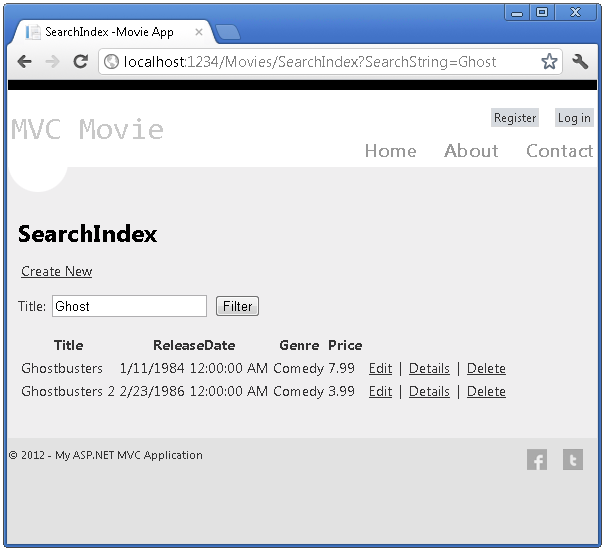 SearchIndex -Movie App
localhost:1234/Movies/SearchIndex?SearchString=Ghost
Register Log in
MVC Movie
Home About Contact
SearchIndex
Create New
Title: Ghost Filter
Title ReleaseDate Genre Price
Ghostbusters 1/11/1984 12:00:00 AM Comedy 7.99 Edit | Details | Delete
Ghostbusters 2 2/23/1986 12:00:00 AM Comedy 3.99 Edit | Details | Delete
© 2012 - My ASP.NET MVC Application